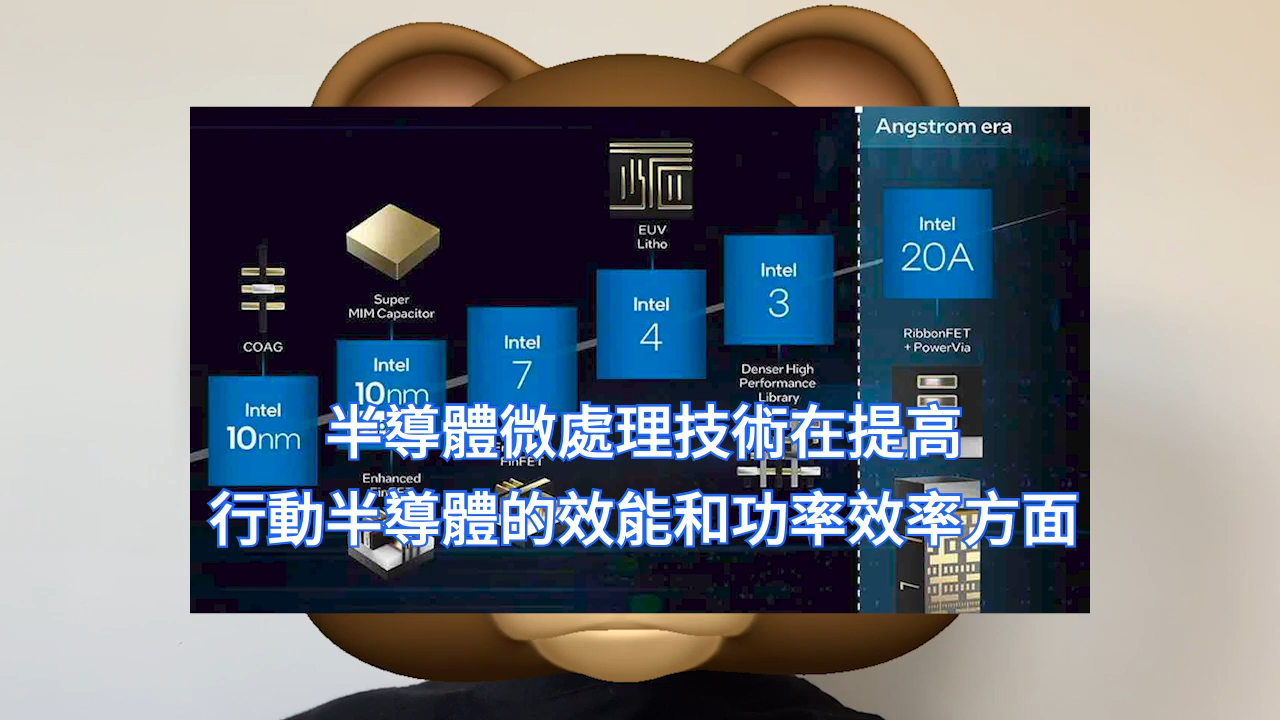 Angstrom era
Intel
20A
EUV
Litho
Intel
3
Intel
4
Super
MIM Capacitor
Intel
7
RibbonFET
+ PowerVia
COAG
Intel
10nm
Denser High
Performance
Library
Intel
10nm
半導體微處理技術在提高
FinFET
Enhanced
行動半導體的效能和功率效率方面